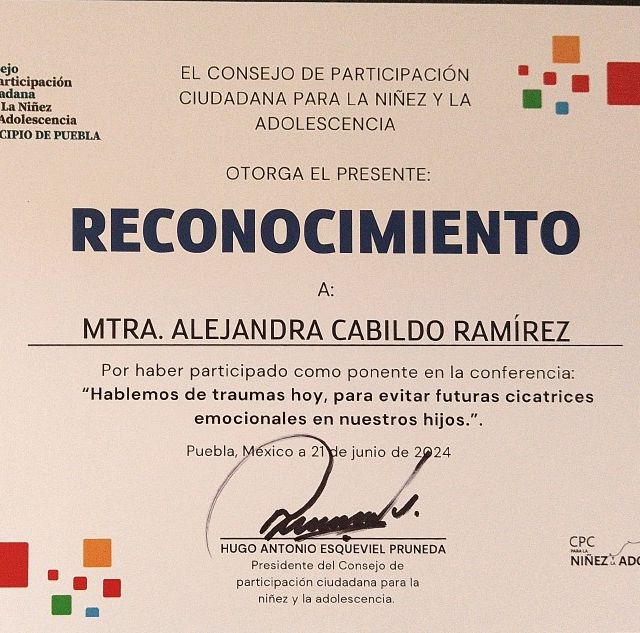 ejo
articipación
dadana
La Niñez
Adolescencia
CIPIO DE PUEBLA
EL CONSEJO DE PARTICIPACIÓN
CIUDADANA PARA LA NIÑEZ Y LA
ADOLESCENCIA
OTORGA EL PRESENTE:
RECONOCIMIENTO
A:
MTRA. ALEJANDRA CABILDO RAMÍREZ
Por haber participado como ponente en la conferencia:
“Hablemos de traumas hoy, para evitar futuras cicatrices
emocionales en nuestros hijos.”.
Puebla, México a 21 de junio de 2024
HUGO ANTONIO ESQUEVIEL PRUNEDA
Presidente del Consejo de
participación ciudadana para la
niñez y la adolescencia.
CPC
PARA LA
NIÑEZ ADO